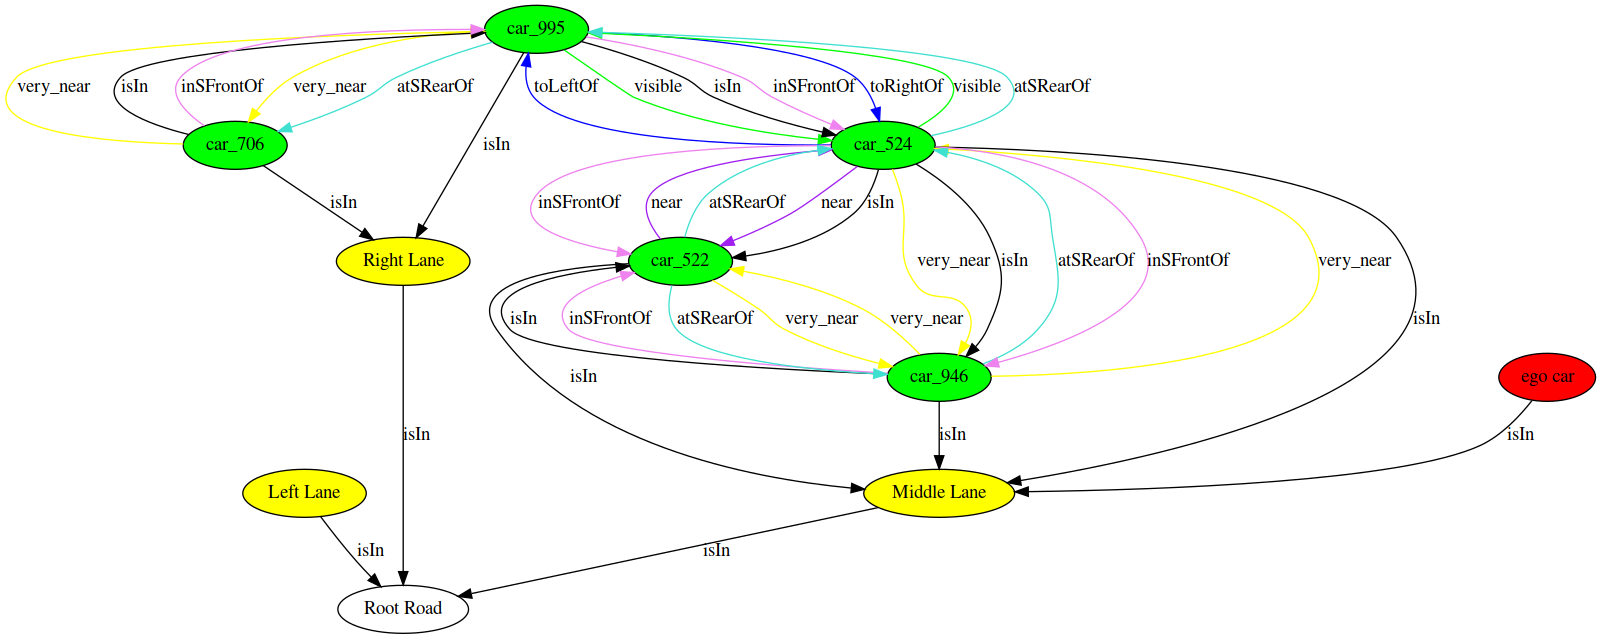 car_995
very_near
isIn
inSFrontOf
very_near
atSRearOf
toLeftOf
visible
isIn
inSFrontOf
toRightOf
visible
atSRearOf
car_706
car_524
isIn
isIn
inSFrontOf
near
atSRearOf
near
isIn
Right Lane
car_522
very_near
isIn
atSRearOf
inSFrontOf
very_near
isIn
inSFrontOf
atSRearOf
very_near
very_near
isIn
isIn
car_946
ego car
isIn
isIn
isIn
Left Lane
Middle Lane
isIn
isIn
Root Road